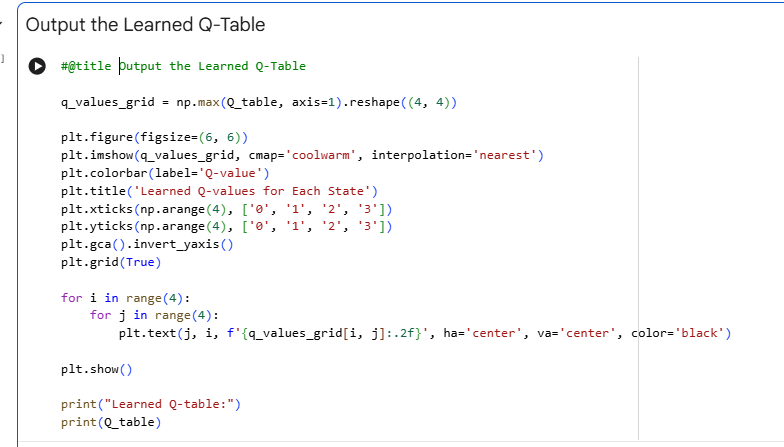 Output the Learned Q-Table
]
#@title Output the Learned Q-Table
q_values_grid = np.max(Q_table, axis=1).reshape((4, 4))
plt.figure(figsize=(6, 6))
plt.imshow(q_values_grid, cmap='coolwarm', interpolation='nearest')
plt.colorbar(label='Q-value')
plt.title('Learned Q-values for Each State')
plt.xticks(np.arange(4), ['0', '1', '2', '3'])
plt.yticks(np.arange(4), ['0', '1', '2', '3'])
plt.gca().invert_yaxis()
plt.grid(True)
for i in range(4):
    for j in range(4):
        plt.text(j, i, f'{q_values_grid[i, j]:.2f}', ha='center', va='center', color='black')
plt.show()
print("Learned Q-table:")
print(Q_table)